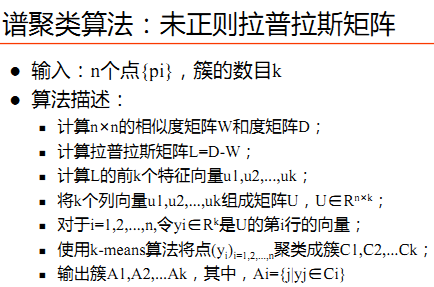 谱聚类算法：未正则拉普拉斯矩阵
● 输入：n个点{pi}，簇的数目k
● 算法描述：
■ 计算n×n的相似度矩阵W和度矩阵D；
■ 计算拉普拉斯矩阵L=D-W；
■ 计算L的前k个特征向量u1,u2,...,uk；
■ 将k个列向量u1,u2,...,uk组成矩阵U，U∈Rⁿˣᵏ；
■ 对于i=1,2,...,n,令yi∈Rᵏ是U的第i行的向量；
■ 使用k-means算法将点(yi)i=1,2,...,n聚类成簇C1,C2,...Ck；
■ 输出簇A1,A2,...Ak，其中，Ai={j|yj∈Ci}